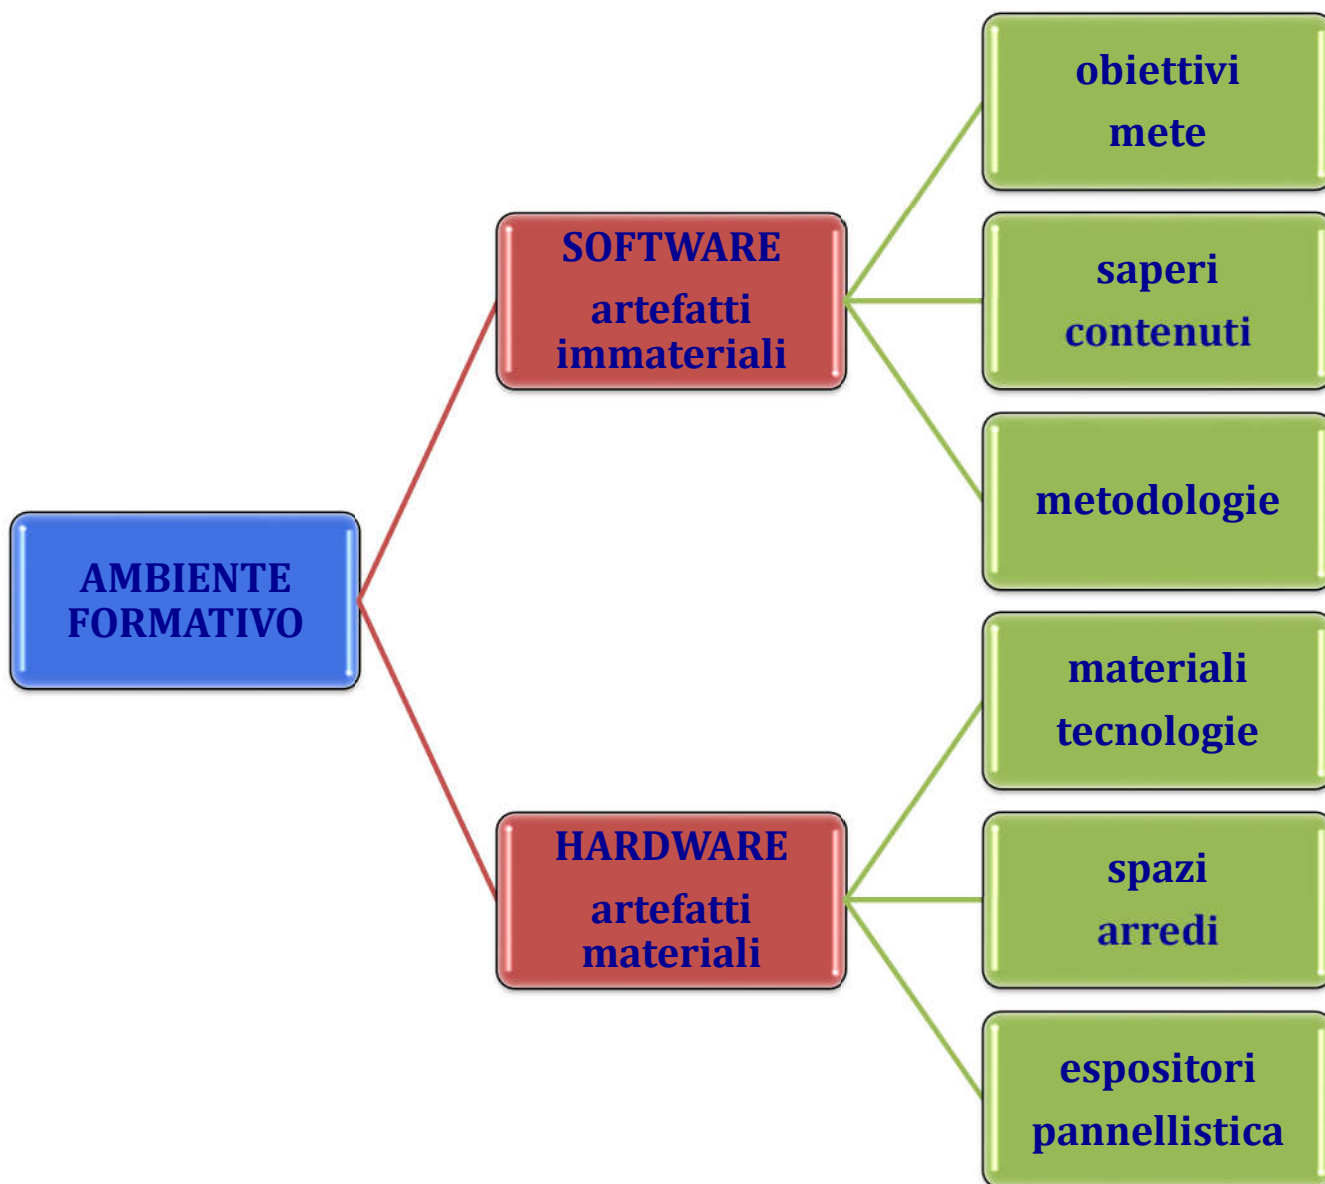 AMBIENTE
FORMATIVO
SOFTWARE
artefatti
immateriali
obiettivi
mete
saperi
contenuti
metodologie
HARDWARE
artefatti
materiali
materiali
tecnologie
spazi
arredi
espositori
pannellistica